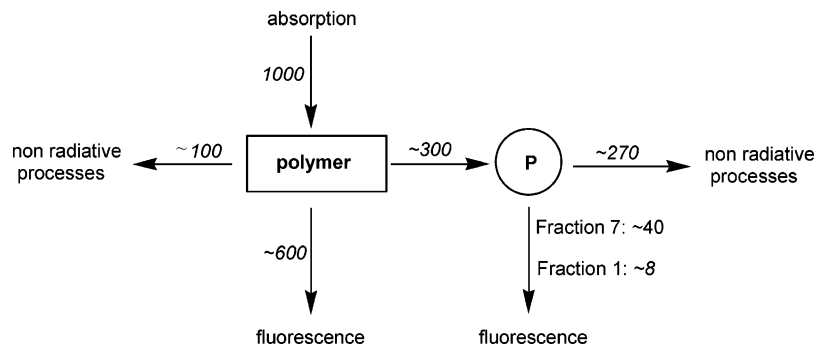 absorption
1000
non radiative
processes
~100
polymer
~300
P
~270
non radiative
processes
~600
Fraction 7: ~40
Fraction 1: ~8
fluorescence
fluorescence